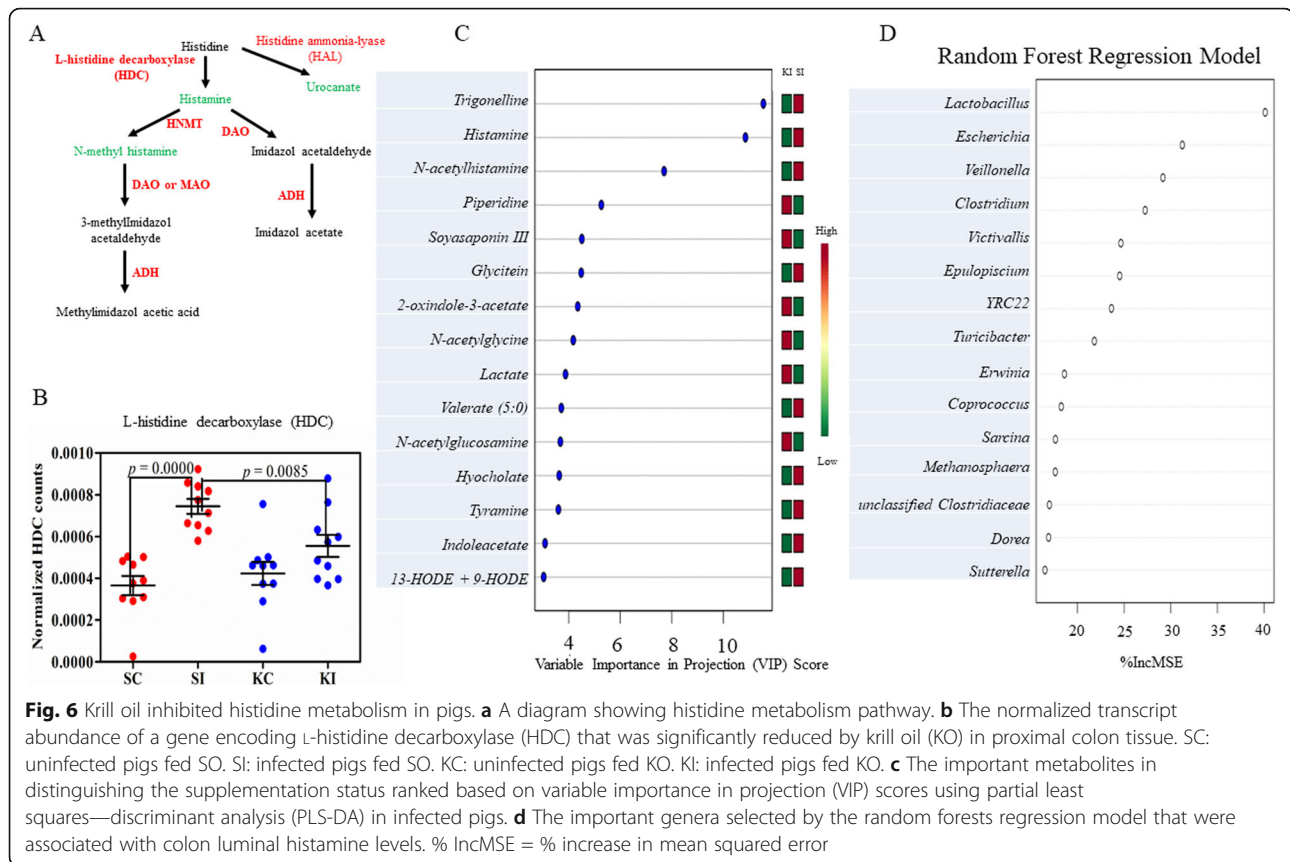 A
Histidine
Histidine ammonia-lyase
(HAL)
L-histidine decarboxylase
(HDC)
Urocanate
Histamine
HNMT
DAO
N-methyl histamine
Imidazol acetaldehyde
DAO or MAO
ADH
3-methylImidazol
acetaldehyde
Imidazol acetate
ADH
Methylimidazol acetic acid
B
L-histidine decarboxylase (HDC)
Normalized HDC counts
0.0010
0.0008
0.0006
0.0004
0.0002
0.0000
p = 0.0000
p = 0.0085
SC SI KC KI
C
KI SI
Trigonelline
Histamine
N-acetylhistamine
Piperidine
Soyasaponin III
Glycitein
2-oxindole-3-acetate
N-acetylglycine
Lactate
Valerate (5:0)
N-acetylglucosamine
Hyocholate
Tyramine
Indoleacetate
13-HODE + 9-HODE
High
Low
4 6 8 10
Variable Importance in Projection (VIP) Score
D
Random Forest Regression Model
Lactobacillus
Escherichia
Veillonella
Clostridium
Victivallis
Epulopiscium
YRC22
Turicibacter
Erwinia
Coprococcus
Sarcina
Methanosphaera
unclassified Clostridiaceae
Dorea
Sutterella
20 25 30 35 40
%IncMSE
Fig. 6 Krill oil inhibited histidine metabolism in pigs. a A diagram showing histidine metabolism pathway. b The normalized transcript
abundance of a gene encoding L-histidine decarboxylase (HDC) that was significantly reduced by krill oil (KO) in proximal colon tissue. SC:
uninfected pigs fed SO. SI: infected pigs fed SO. KC: uninfected pigs fed KO. KI: infected pigs fed KO. c The important metabolites in
distinguishing the supplementation status ranked based on variable importance in projection (VIP) scores using partial least
squares—discriminant analysis (PLS-DA) in infected pigs. d The important genera selected by the random forests regression model that were
associated with colon luminal histamine levels. % IncMSE = % increase in mean squared error